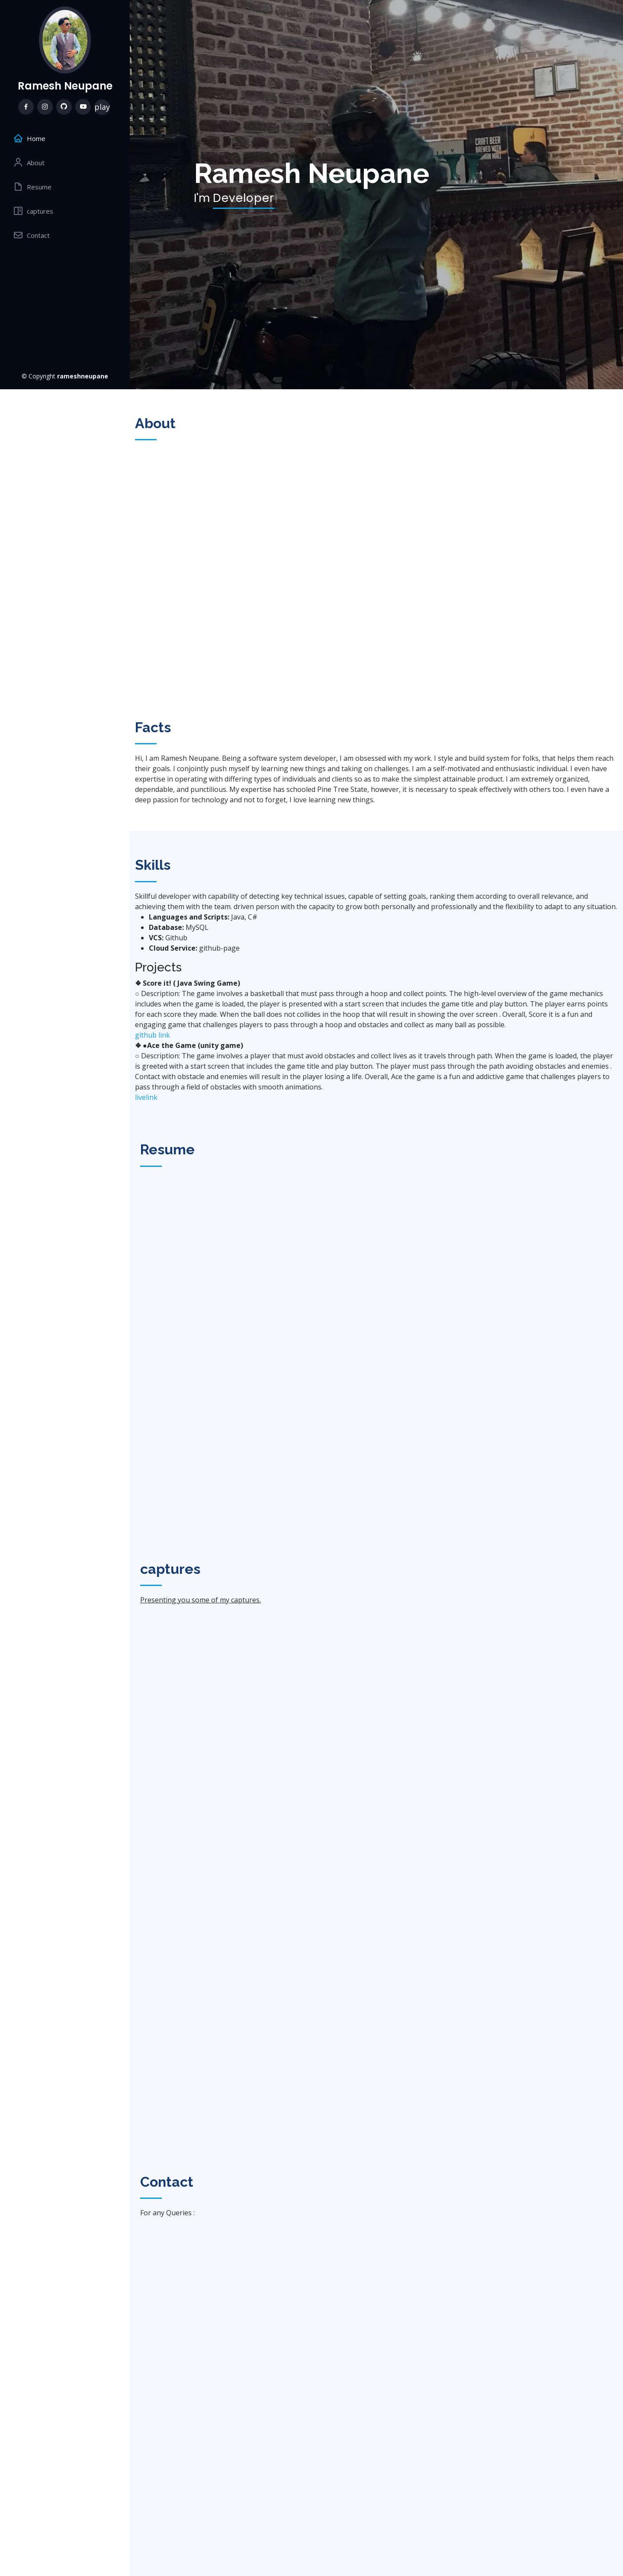 Ramesh Neupane
play
Home
About
Resume
captures
Contact
© Copyright rameshneupane
Ramesh Neupane
I'm Developer
CRAFT BEER
BREWED WITH
About
Facts
Hi, I am Ramesh Neupane. Being a software system developer, I am obsessed with my work. I style and build system for folks, that helps them reach
their goals. I conjointly push myself by learning new things and taking on challenges. I am a self-motivated and enthusiastic individual. I even have
expertise in operating with differing types of individuals and clients so as to make the simplest attainable product. I am extremely organized,
dependable, and punctilious. My expertise has schooled Pine Tree State, however, it is necessary to speak effectively with others too. I even have a
deep passion for technology and not to forget, I love learning new things.
Skills
Skillful developer with capability of detecting key technical issues, capable of setting goals, ranking them according to overall relevance, and
achieving them with the team. driven person with the capacity to grow both personally and professionally and the flexibility to adapt to any situation.
• Languages and Scripts: Java, C#
• Database: MySQL
• VCS: Github
• Cloud Service: github-page
Projects
❖ Score it! ( Java Swing Game)
○ Description: The game involves a basketball that must pass through a hoop and collect points. The high-level overview of the game mechanics
includes when the game is loaded, the player is presented with a start screen that includes the game title and play button. The player earns points
for each score they made. When the ball does not collides in the hoop that will result in showing the over screen . Overall, Score it is a fun and
engaging game that challenges players to pass through a hoop and obstacles and collect as many ball as possible.
github link
❖ ●Ace the Game (unity game)
○ Description: The game involves a player that must avoid obstacles and collect lives as it travels through path. When the game is loaded, the player
is greeted with a start screen that includes the game title and play button. The player must pass through the path avoiding obstacles and enemies .
Contact with obstacle and enemies will result in the player losing a life. Overall, Ace the game is a fun and addictive game that challenges players to
pass through a field of obstacles with smooth animations.
livelink
Resume
captures
Presenting you some of my captures.
Contact
For any Queries :